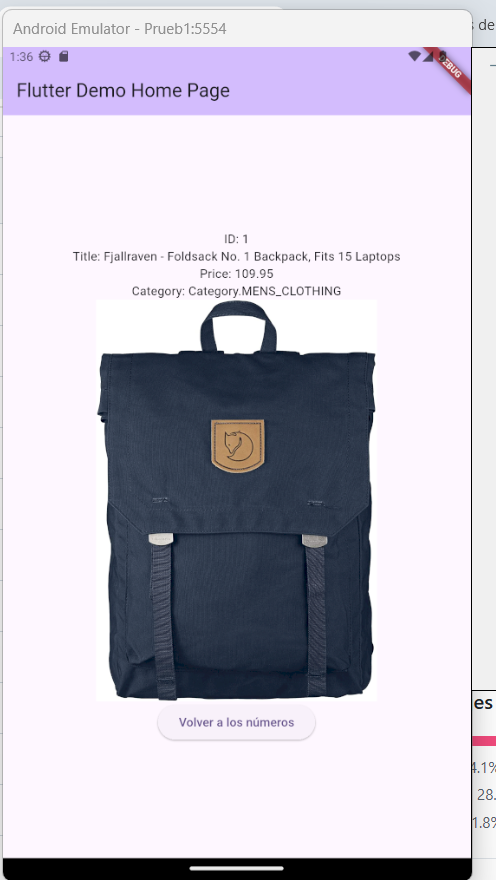 Android Emulator - Prueb1:5554
s de
1:36
DEBUG
Flutter Demo Home Page
ID: 1
Title: Fjallraven - Foldsack No. 1 Backpack, Fits 15 Laptops
Price: 109.95
Category: Category.MENS_CLOTHING
Volver a los números
es
4.1%
28.
1.8%